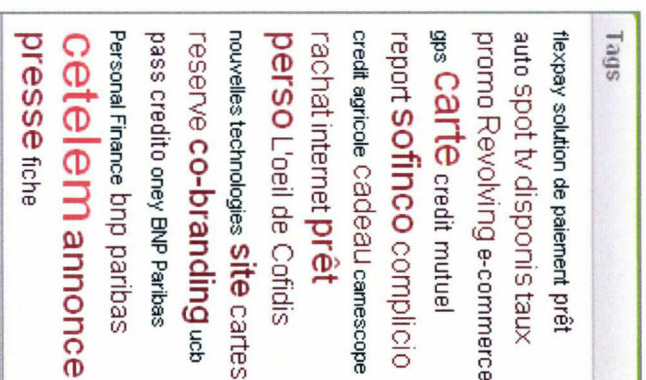 Tags
flexpay solution de paiement prêt
auto spot tv disponis taux
promo Revolving e-commerce
gps carte credit mutuel
report sofinco complicio
credit agricole cadeau camescope
rachat internet prêt
perso L'oeil de Cofidis
nouvelles technologies site cartes
reserve co-branding ucb
pass credito oney BNP Paribas
Personal Finance bnp paribas
cetelem annonce
presse fiche